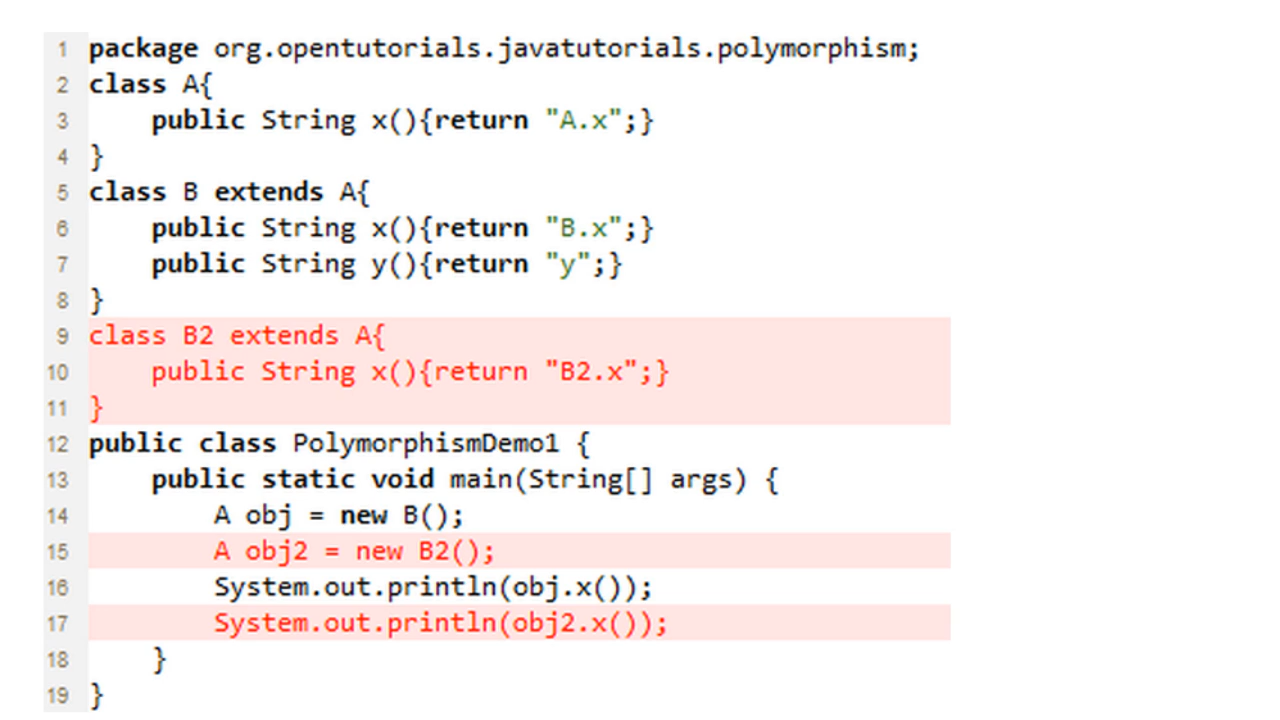 1 package org.opentutorials.javatutorials.polymorphism;
2 class A{
3     public String x(){return "A.x";}
4 }
5 class B extends A{
6     public String x(){return "B.x";}
7     public String y(){return "y";}
8 }
9 class B2 extends A{
10     public String x(){return "B2.x";}
11 }
12 public class PolymorphismDemo1 {
13     public static void main(String[] args) {
14         A obj = new B();
15         A obj2 = new B2();
16         System.out.println(obj.x());
17         System.out.println(obj2.x());
18     }
19 }